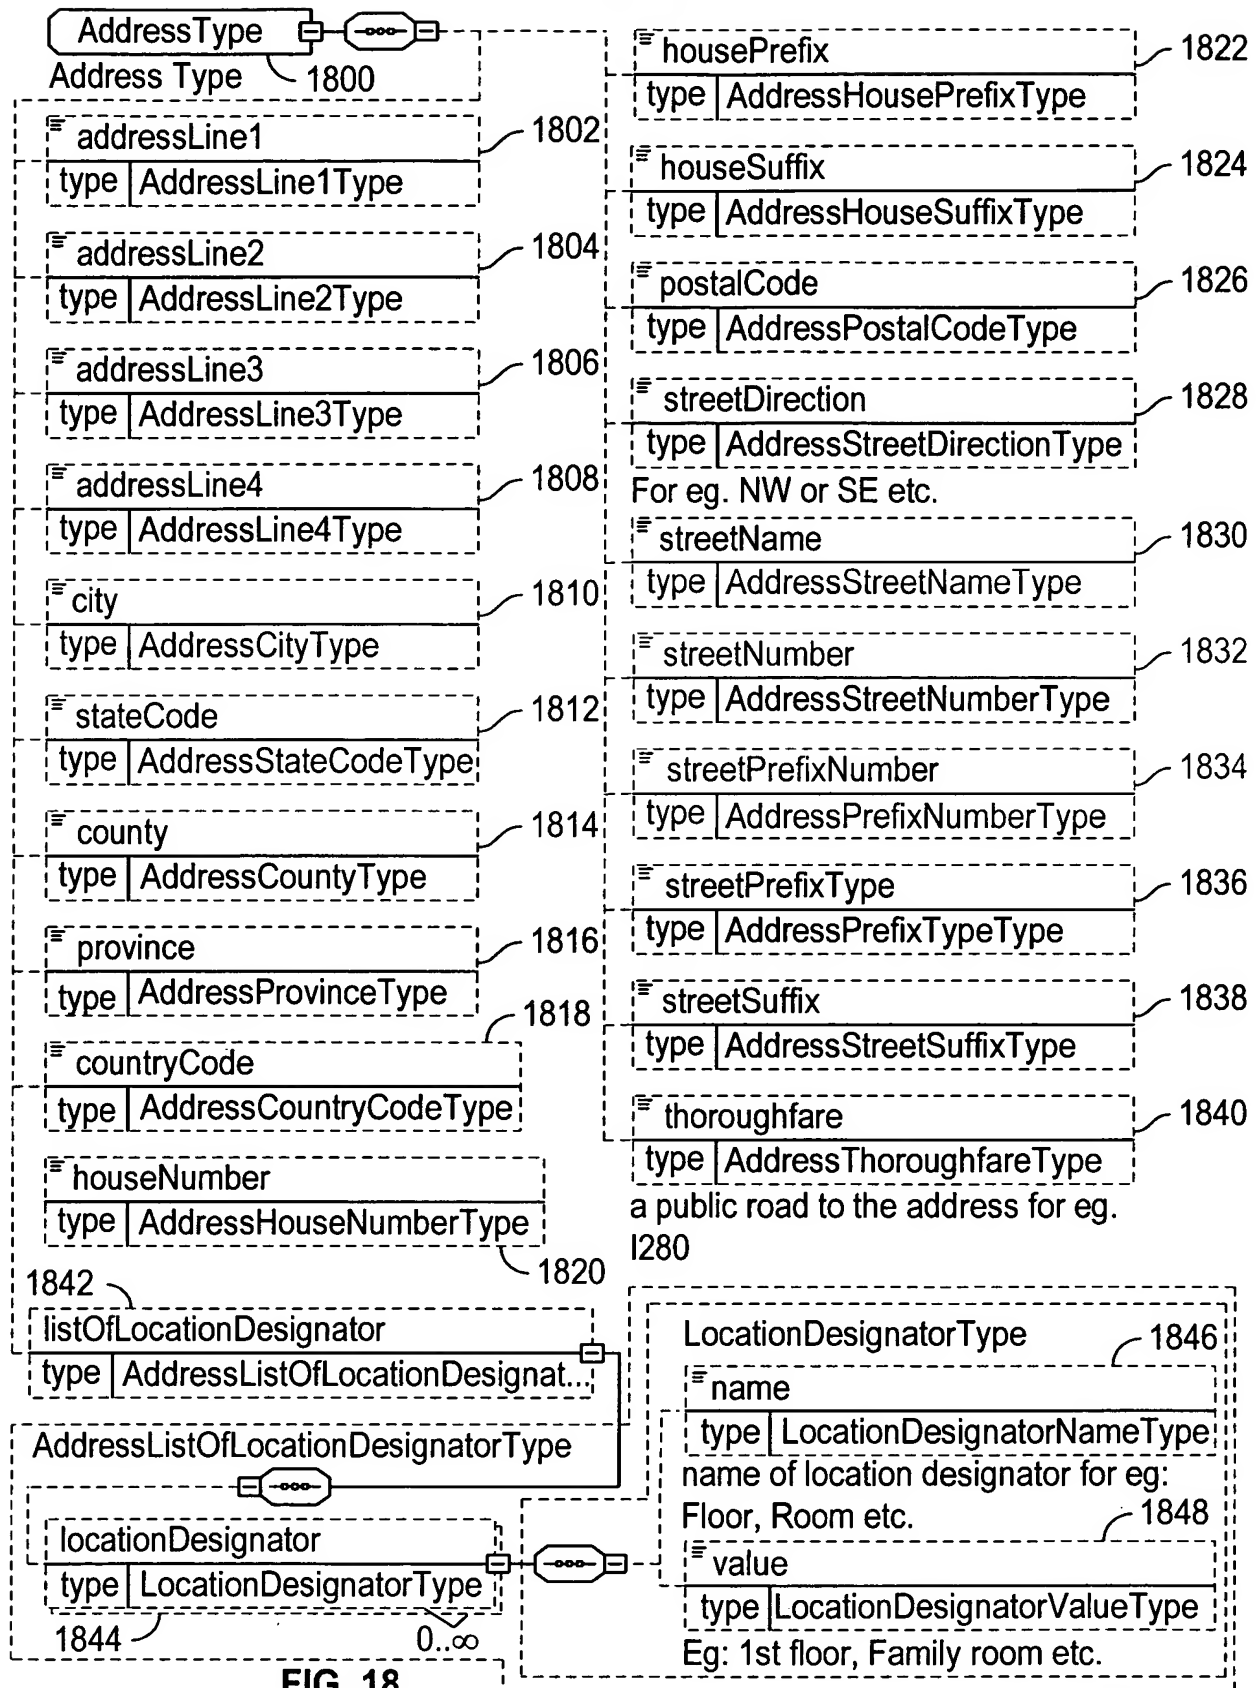 AddressType
Address Type
1800
addressLine1
1802
type AddressLine1Type
addressLine2
1804
type AddressLine2Type
addressLine3
1806
type AddressLine3Type
addressLine4
1808
type AddressLine4Type
city
1810
type AddressCityType
stateCode
1812
type AddressStateCodeType
county
1814
type AddressCountyType
province
1816
type AddressProvinceType
1818
countryCode
type AddressCountryCodeType
houseNumber
type AddressHouseNumberType
1820
housePrefix
1822
type AddressHousePrefixType
houseSuffix
1824
type AddressHouseSuffixType
postalCode
1826
type AddressPostalCodeType
streetDirection
1828
type AddressStreetDirectionType
For eg. NW or SE etc.
streetName
1830
type AddressStreetNameType
streetNumber
1832
type AddressStreetNumberType
streetPrefixNumber
1834
type AddressPrefixNumberType
streetPrefixType
1836
type AddressPrefixTypeType
streetSuffix
1838
type AddressStreetSuffixType
thoroughfare
1840
type AddressThoroughfareType
a public road to the address for eg.
I280
1842
listOfLocationDesignator
type AddressListOfLocationDesignat...
AddressListOfLocationDesignatorType
locationDesignator
type LocationDesignatorType
1844
0..∞
LocationDesignatorType
1846
name
type LocationDesignatorNameType
name of location designator for eg:
Floor, Room etc.
1848
value
type LocationDesignatorValueType
Eg: 1st floor, Family room etc.
FIG. 18